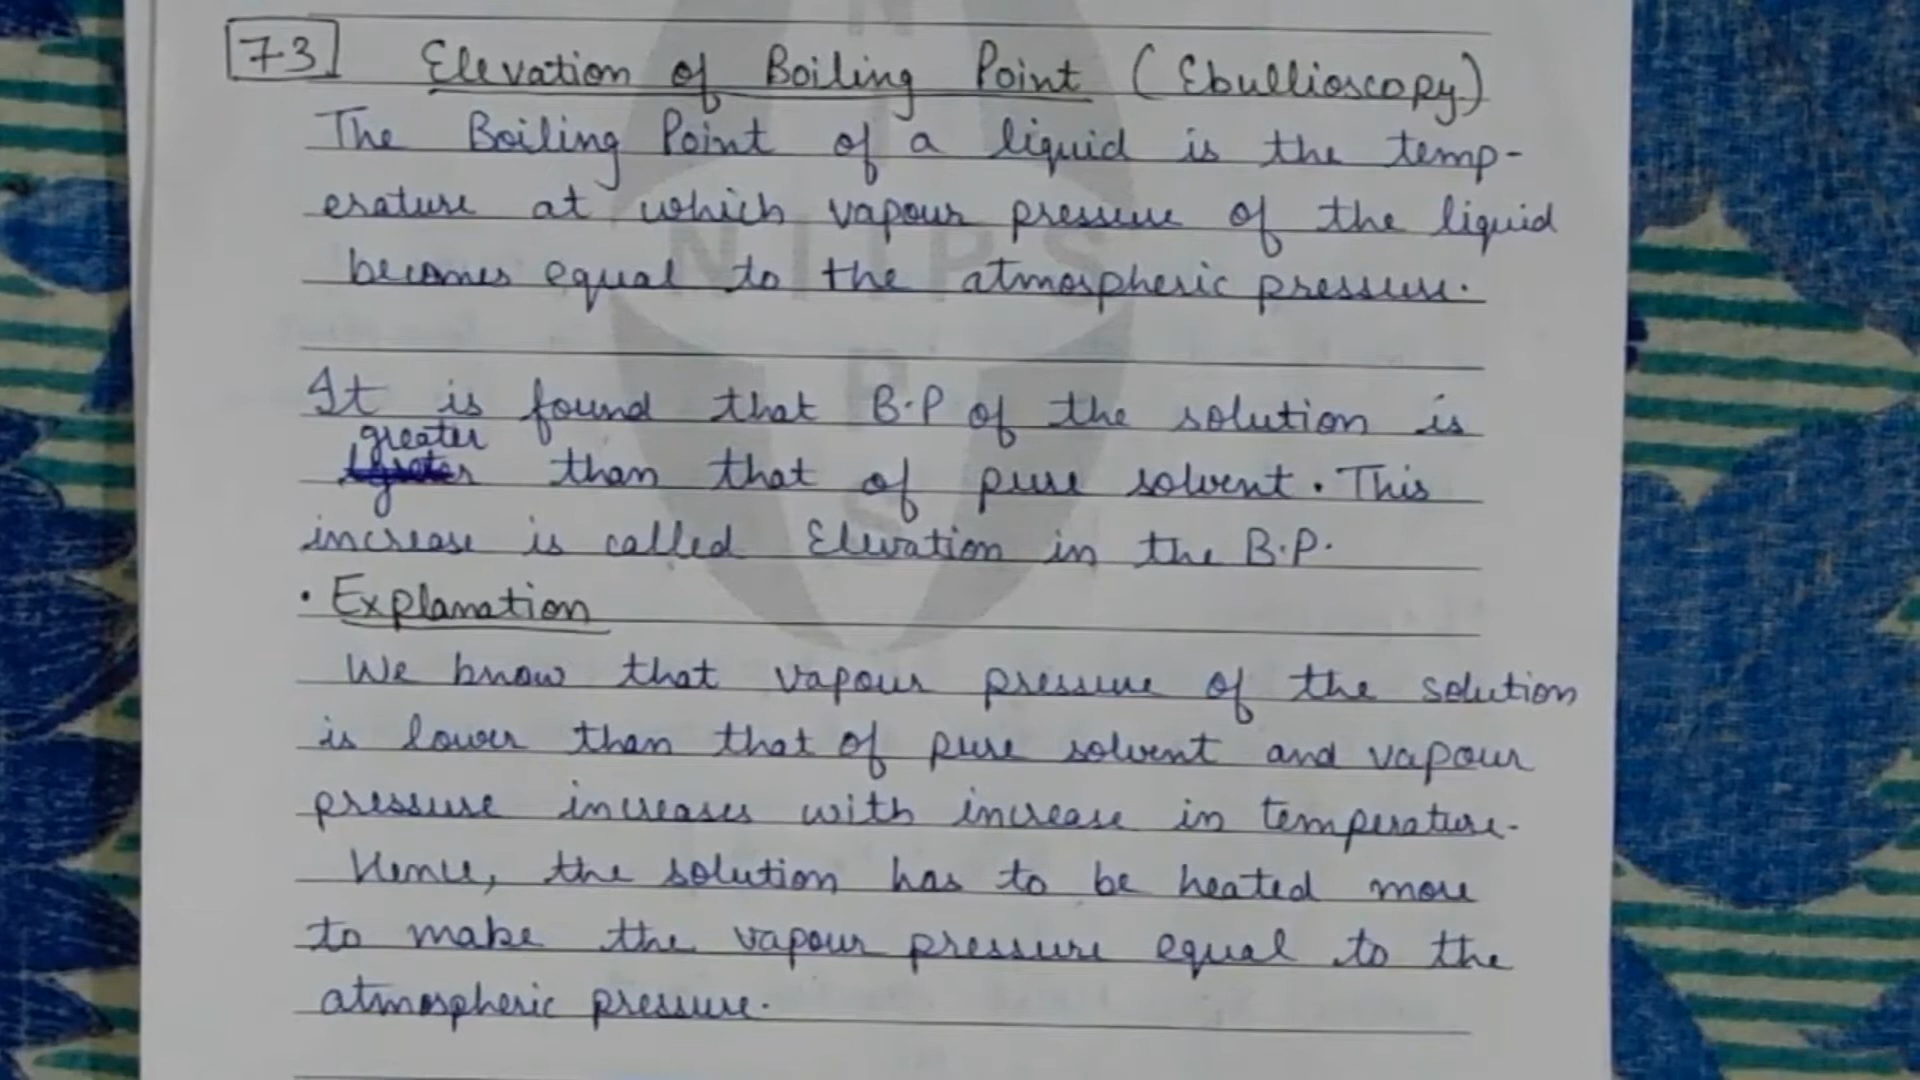 73 Elevation of Boiling Point (Ebullioscopy)
The Boiling Point of a liquid is the temp-
erature at which vapour pressure of the liquid
becomes equal to the atmospheric pressure.
NIIPS
It is found that B.P of the solution is
greater
than that of pure solvent. This
increase is called Elevation in the B.P.
• Explanation
We know that vapour pressure of the solution
is lower than that of pure solvent and vapour
pressure increases with increase in temperature.
Hence, the solution has to be heated more
to make the vapour pressure equal to the
atmospheric pressure.